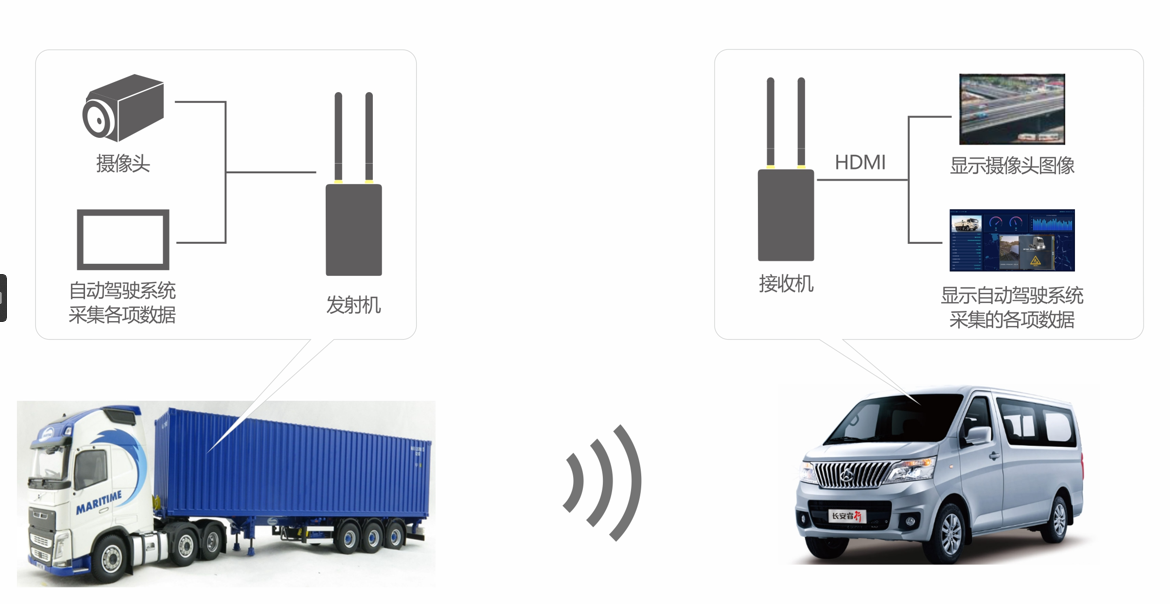 摄像头
自动驾驶系统
采集各项数据
发射机
HDMI
接收机
显示摄像头图像
显示自动驾驶系统
采集的各项数据
MARITIME
长安睿行